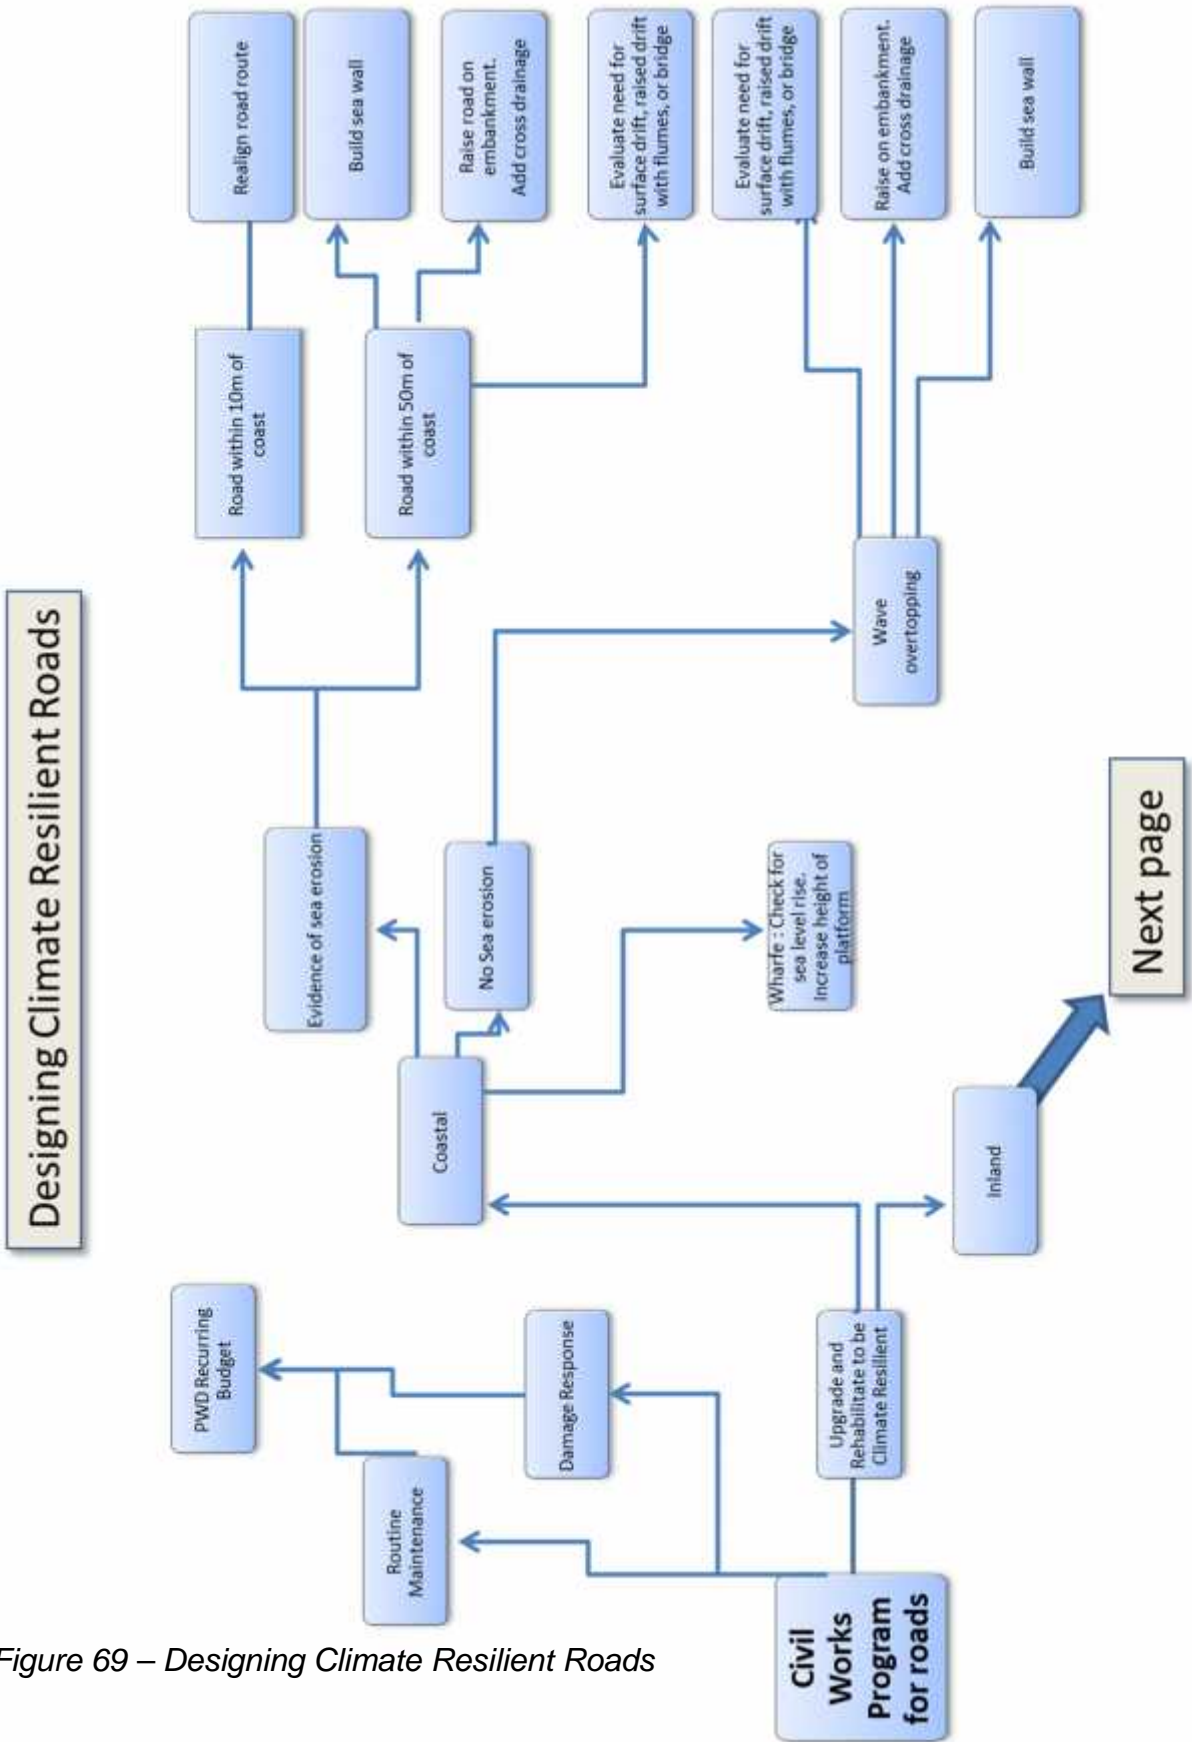 Designing Climate Resilient Roads
Realign road route
Build sea wall
Raise road on
embankment.
Add cross drainage
Evaluate need for
surface drift, raised drift
with flumes, or bridge
Evaluate need for
surface drift, raised drift
with flumes, or bridge
Raise on embankment.
Add cross drainage
Build sea wall
Road within 10m of
coast
Road within 50m of
coast
Wave
overtopping
Evidence of sea erosion
No Sea erosion
Wharfe : Check for
sea level rise.
Increase height of
platform
Next page
Coastal
Inland
PWD Recurring
Budget
Damage Response
Upgrade and
Rehabilitate to be
Climate Resilient
Routine
Maintenance
Civil
Works
Program
for roads
Figure 69 – Designing Climate Resilient Roads